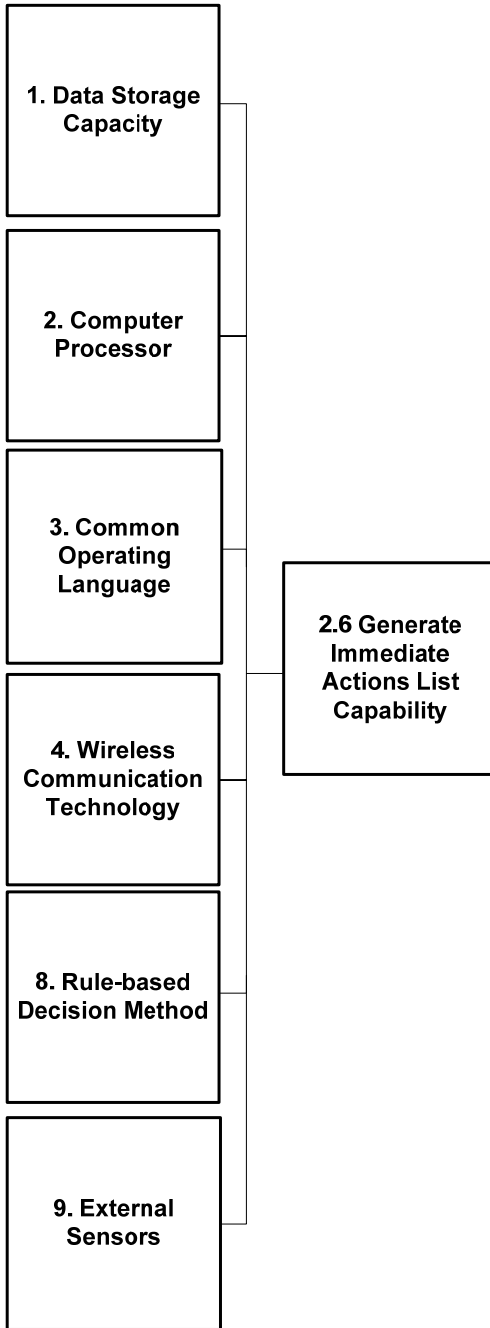 1. Data Storage
Capacity
2. Computer
Processor
3. Common
Operating
Language
2.6 Generate
Immediate
Actions List
Capability
4. Wireless
Communication
Technology
8. Rule-based
Decision Method
9. External
Sensors